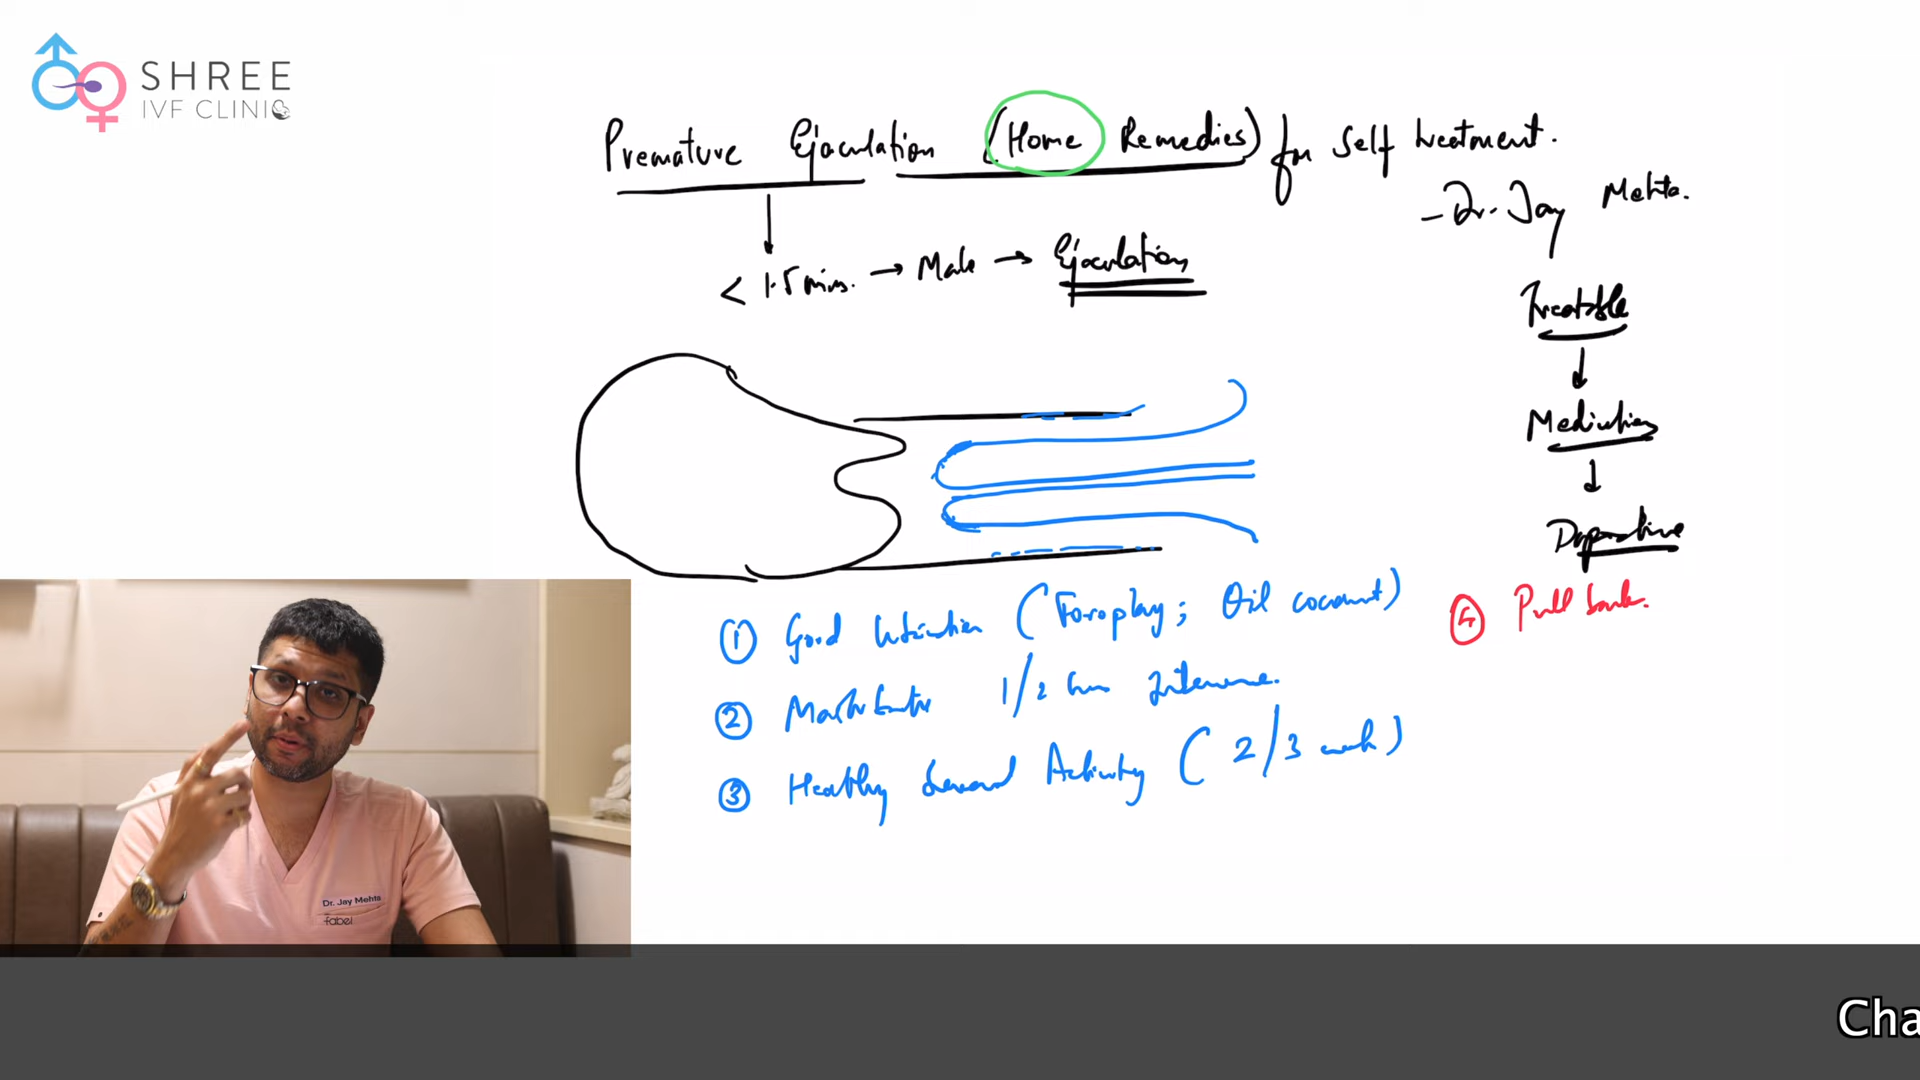 SHREE
IVF CLINIC
Premature Ejaculation (Home Remedies) for Self treatment.
- Dr. Jay Mehta.
< 1.5 mins. → Male → Ejaculation
Treatable
↓
Medication
↓
Dapoxetine
① Good Lubrication (Foreplay; Oil coconut)
② Masturbate 1/2 hrs Intercourse.
③ Healthy Sexual Activity (2/3 week)
④ Pull back.
Dr. Jay Mehta
fabel
Cha